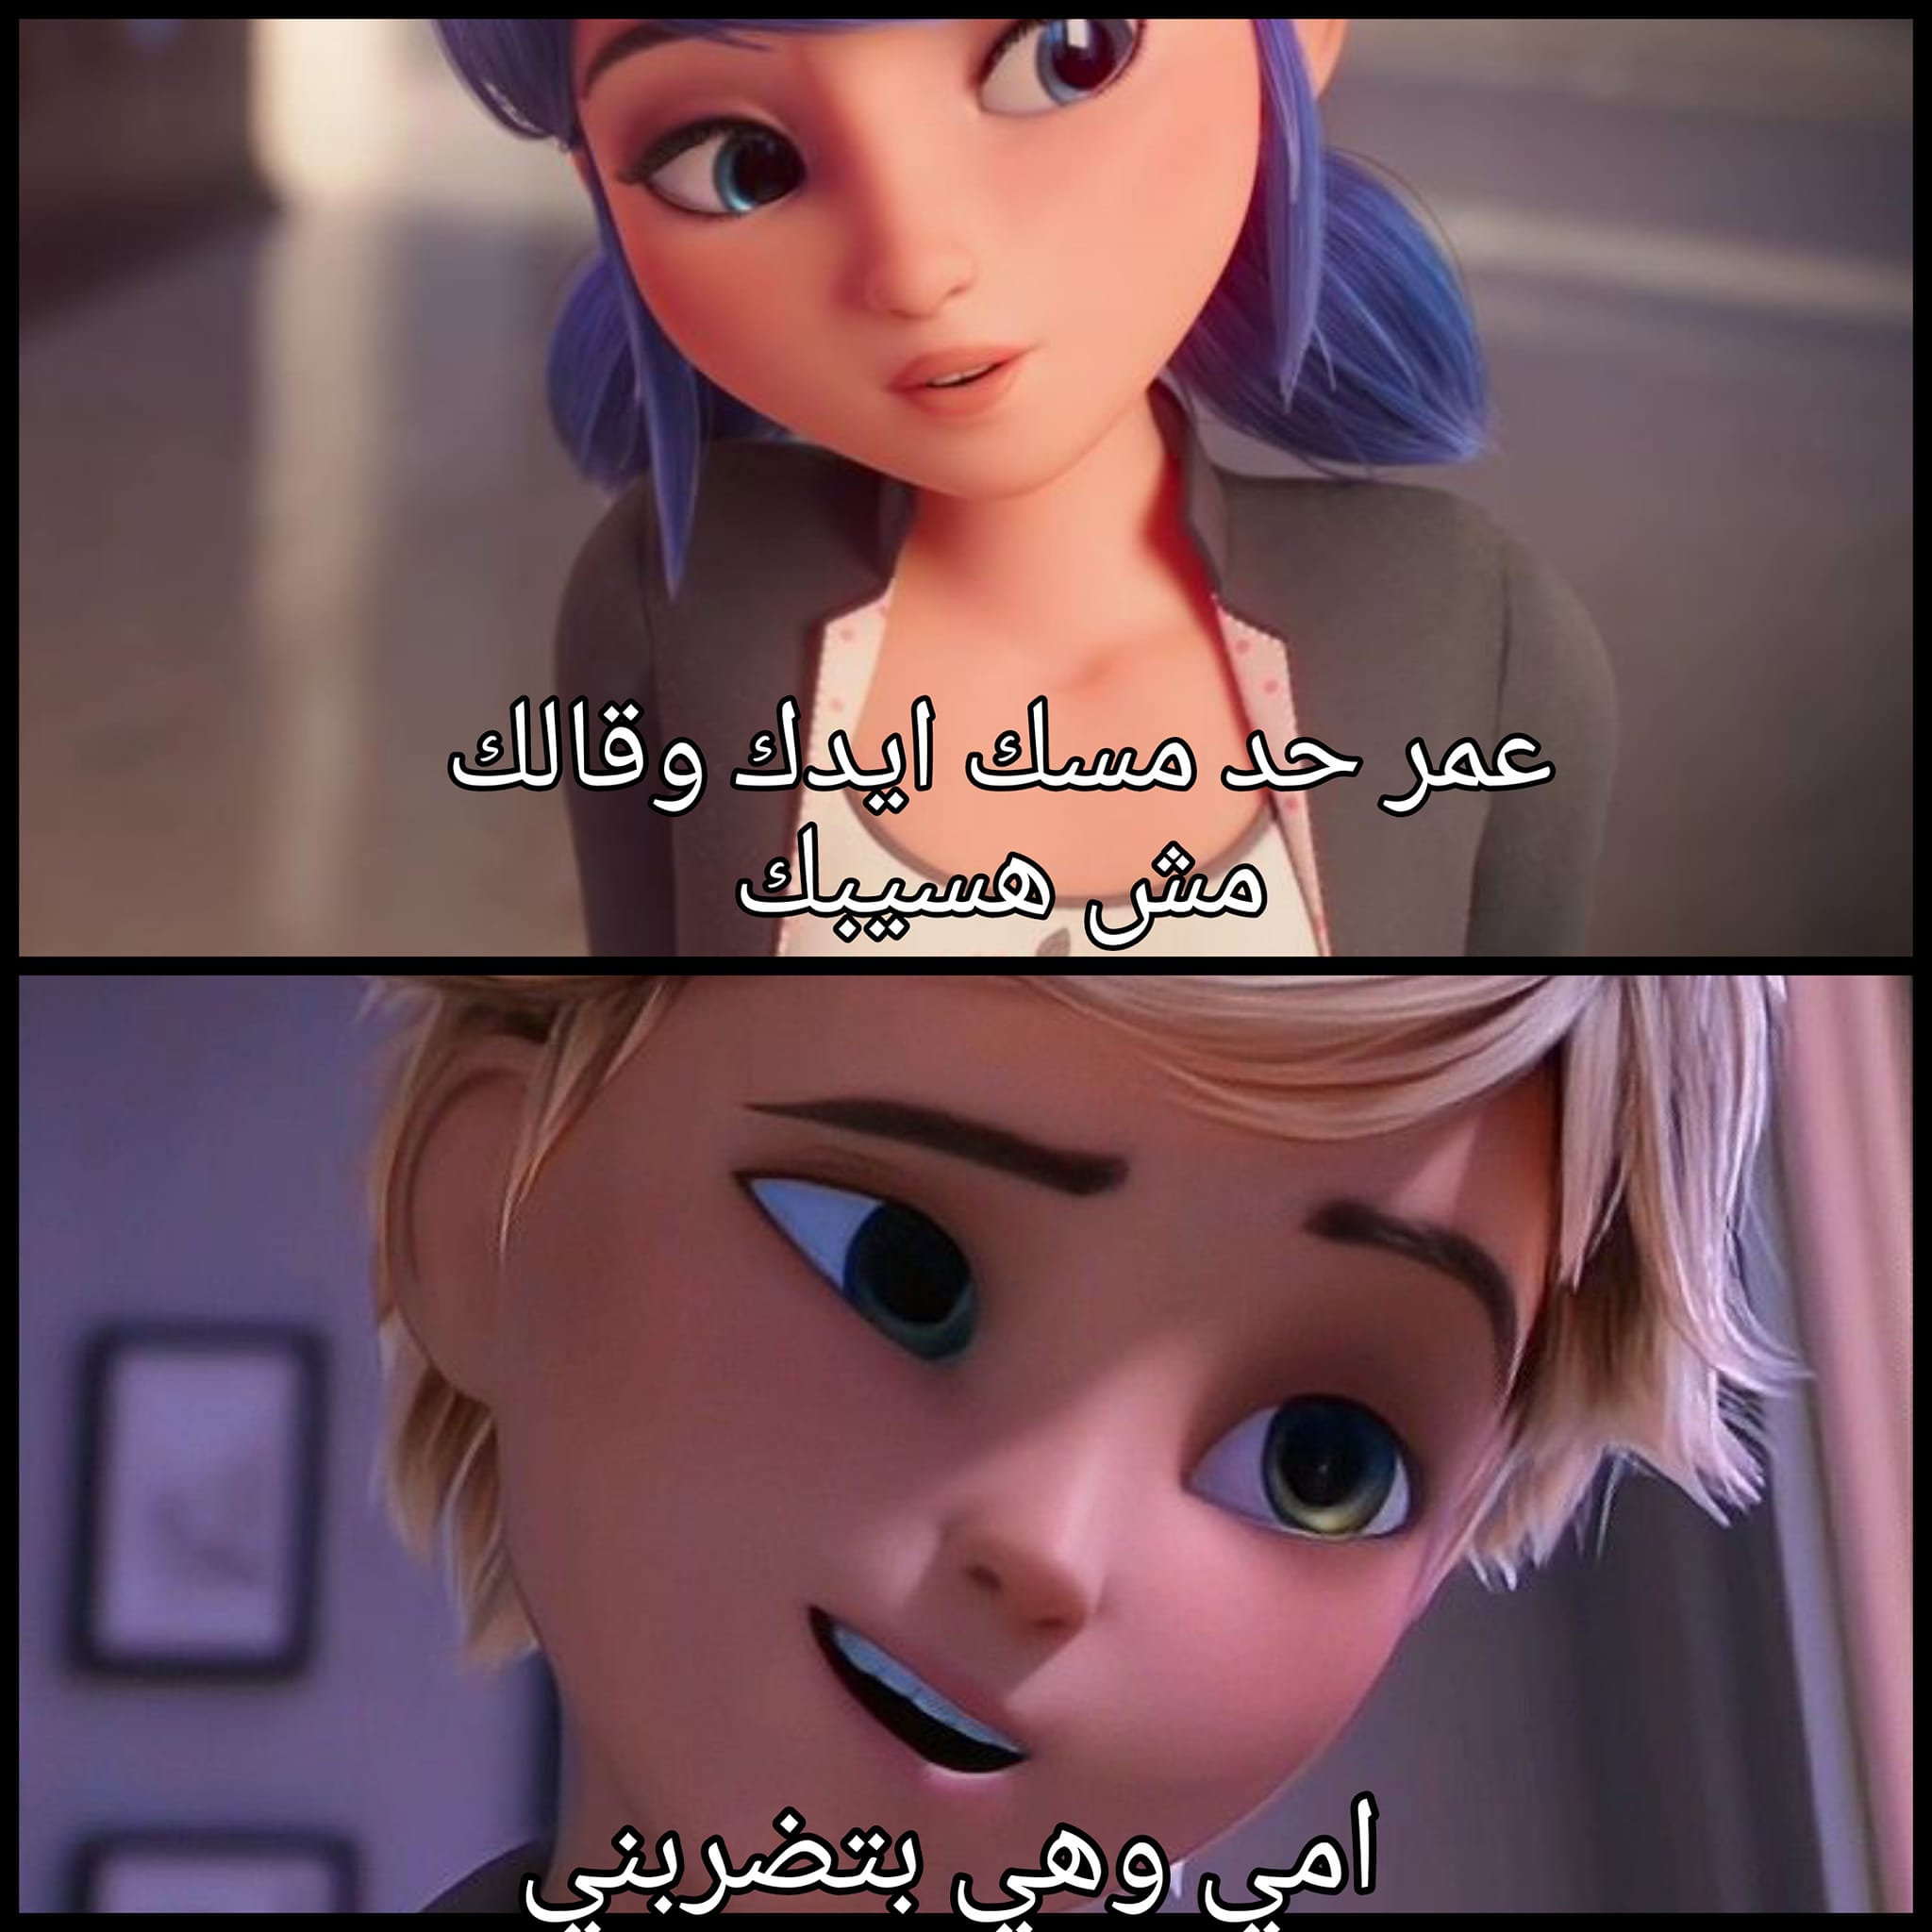 عمر حد مسك ايدك وقالك
مش هسيبك
امي وهي بتضربني